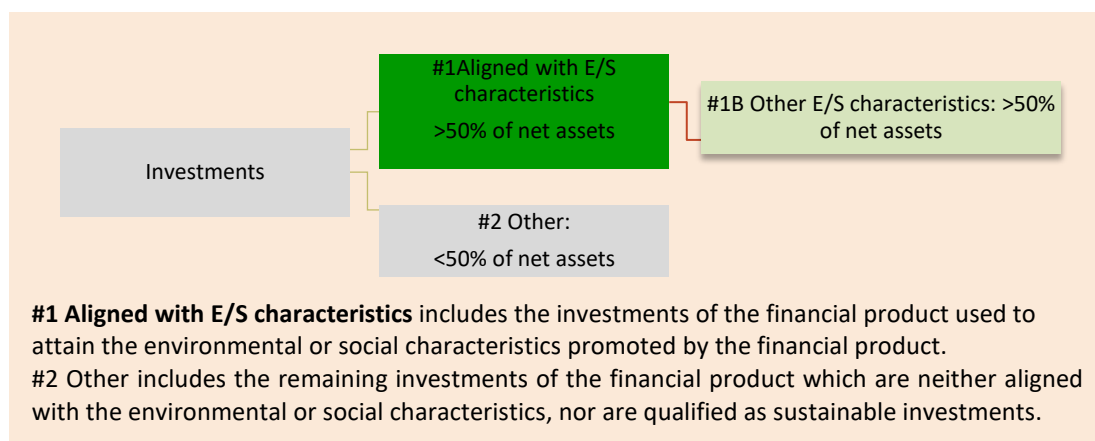 #1Aligned with E/S
characteristics
>50% of net assets
#1B Other E/S characteristics: >50%
of net assets
Investments
#2 Other:
<50% of net assets
#1 Aligned with E/S characteristics includes the investments of the financial product used to
attain the environmental or social characteristics promoted by the financial product.
#2 Other includes the remaining investments of the financial product which are neither aligned
with the environmental or social characteristics, nor are qualified as sustainable investments.